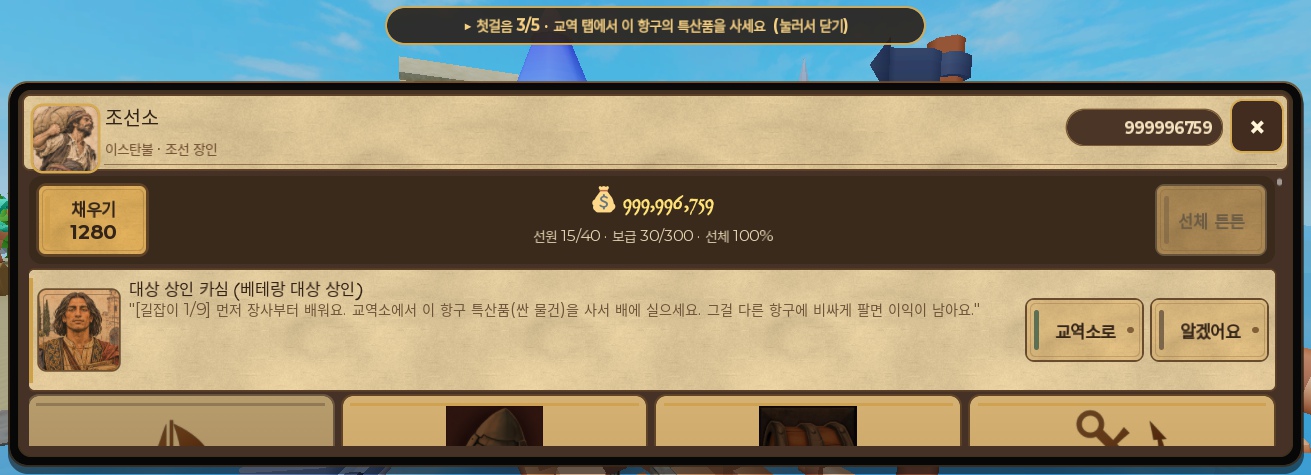 ▸ 첫걸음 3/5 · 교역 탭에서 이 항구의 특산품을 사세요 (눌러서 닫기)
조선소
999996759
×
이스탄불 · 조선 장인
채우기
1280
999,996,759
선원 15/40 · 보급 30/300 · 선체 100%
선체 튼튼
대상 상인 카심 (베테랑 대상 상인)
"[길잡이 1/9] 먼저 장사부터 배워요. 교역소에서 이 항구 특산품(싼 물건)을 사서 배에 실으세요. 그걸 다른 항구에 비싸게 팔면 이익이 남아요."
교역소로
알겠어요